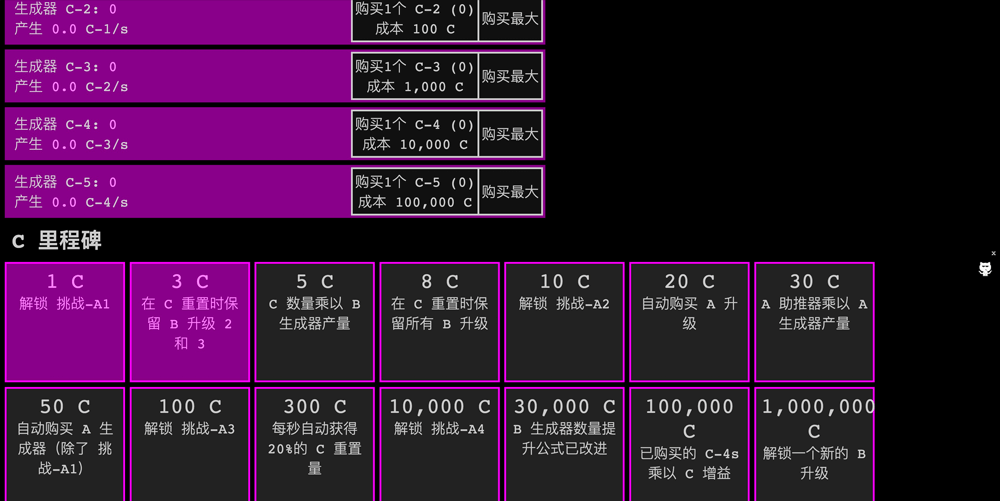 生成器 C-2: 0
产生 0.0 C-1/s
购买1个 C-2 (0)
成本 100 C
购买最大
生成器 C-3: 0
产生 0.0 C-2/s
购买1个 C-3 (0)
成本 1,000 C
购买最大
生成器 C-4: 0
产生 0.0 C-3/s
购买1个 C-4 (0)
成本 10,000 C
购买最大
生成器 C-5: 0
产生 0.0 C-4/s
购买1个 C-5 (0)
成本 100,000 C
购买最大
C 里程碑
x
1 C
解锁 挑战-A1
3 C
在 C 重置时保
留 B 升级 2
和 3
5 C
C 数量乘以 B
生成器产量
8 C
在 C 重置时保
留所有 B 升级
10 C
解锁 挑战-A2
20 C
自动购买 A 升
级
30 C
A 助推器乘以 A
生成器产量
50 C
自动购买 A 生
成器 (除了 挑
战-A1)
100 C
解锁 挑战-A3
300 C
每秒自动获得
20%的 C 重置
量
10,000 C
解锁 挑战-A4
30,000 C
B 生成器数量提
升公式已改进
100,000
C
已购买的 C-4s
乘以 C 增益
1,000,000
C
解锁一个新的 B
升级